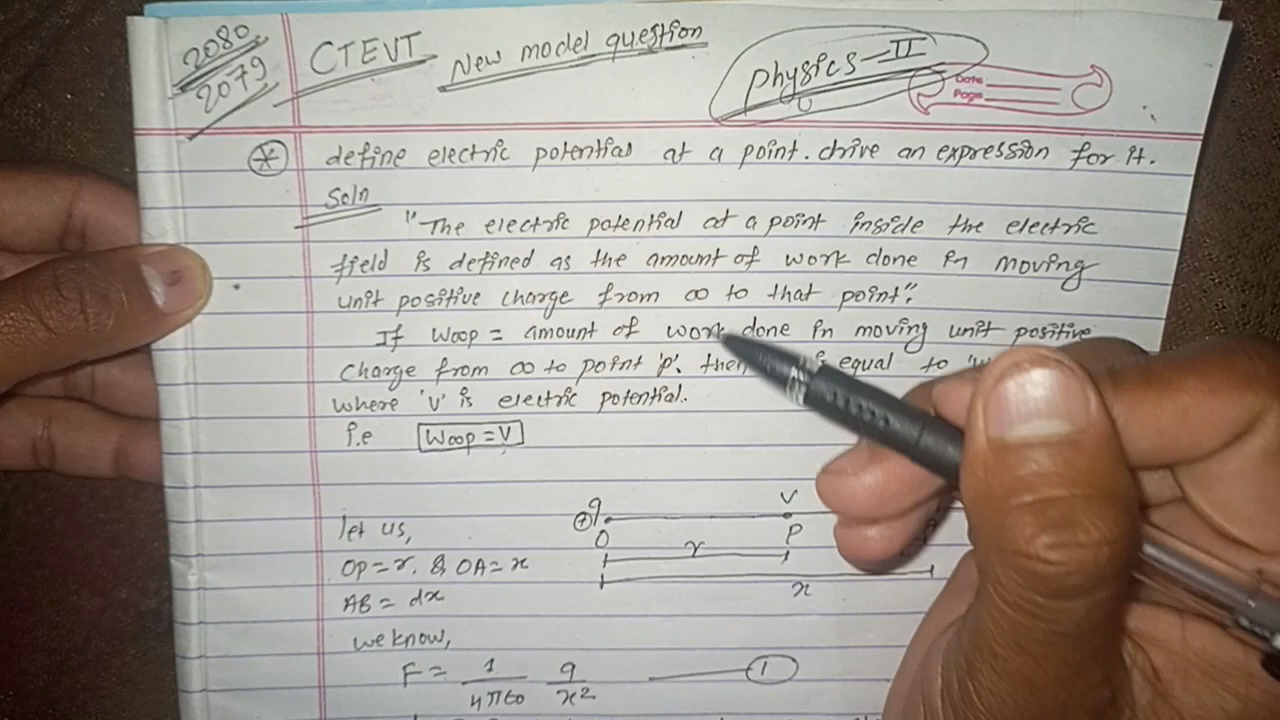 2080
2079
CTEVT New model question
Physics-II
Date
Page
* define electric potential at a point. drive an expression for it.
Soln
"The electric potential at a point inside the electric
field is defined as the amount of work done in moving
unit positive charge from ∞ to that point".
If W∞p = amount of work done in moving unit positive
charge from ∞ to point 'p'. then equal to
where 'V' is electric potential.
i.e W∞p = V
let us,
OP = r. & OA = x
AB = dx
we know,
F = 1/4πε0 q/x² ——— 1
+ q V
O P
r
x